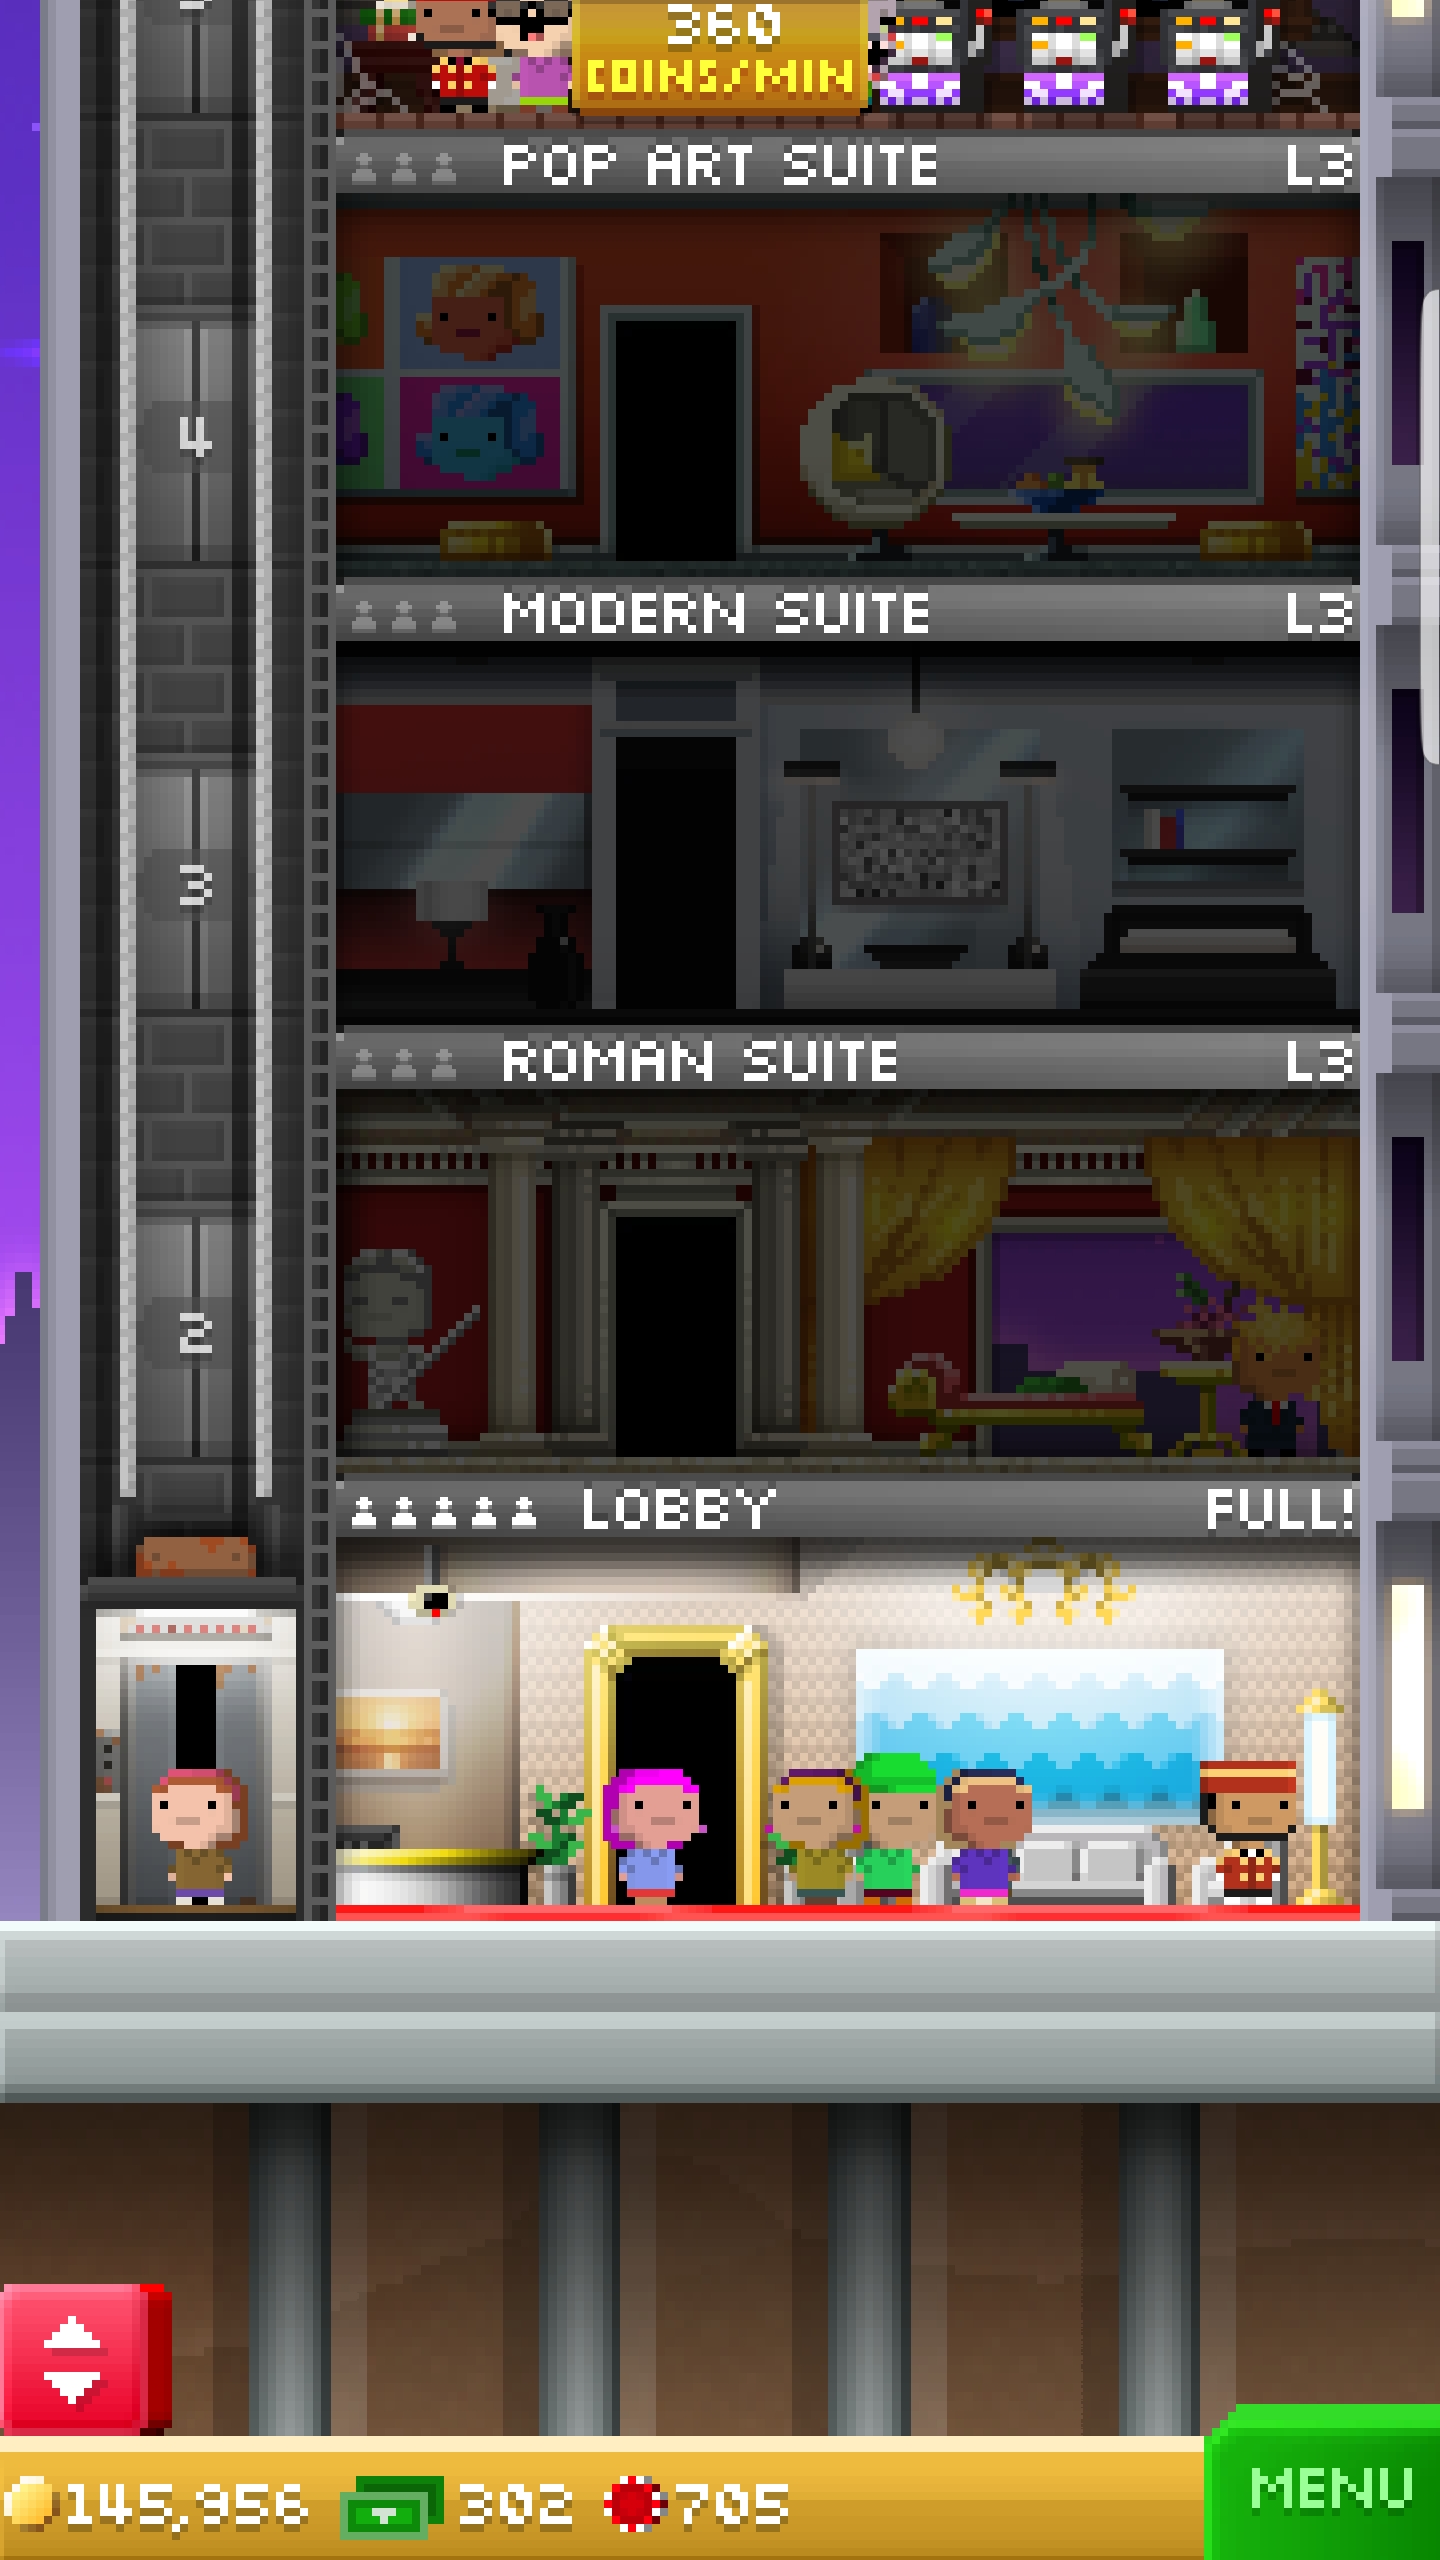 360
COINS/MIN
POP ART SUITE L3
4
MODERN SUITE L3
3
ROMAN SUITE L3
2
LOBBY FULL!
145,956 302 705
MENU